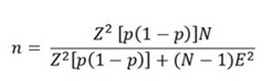 n = Z² [p(1 − p)]N / Z²[p(1 − p)] + (N − 1)E²